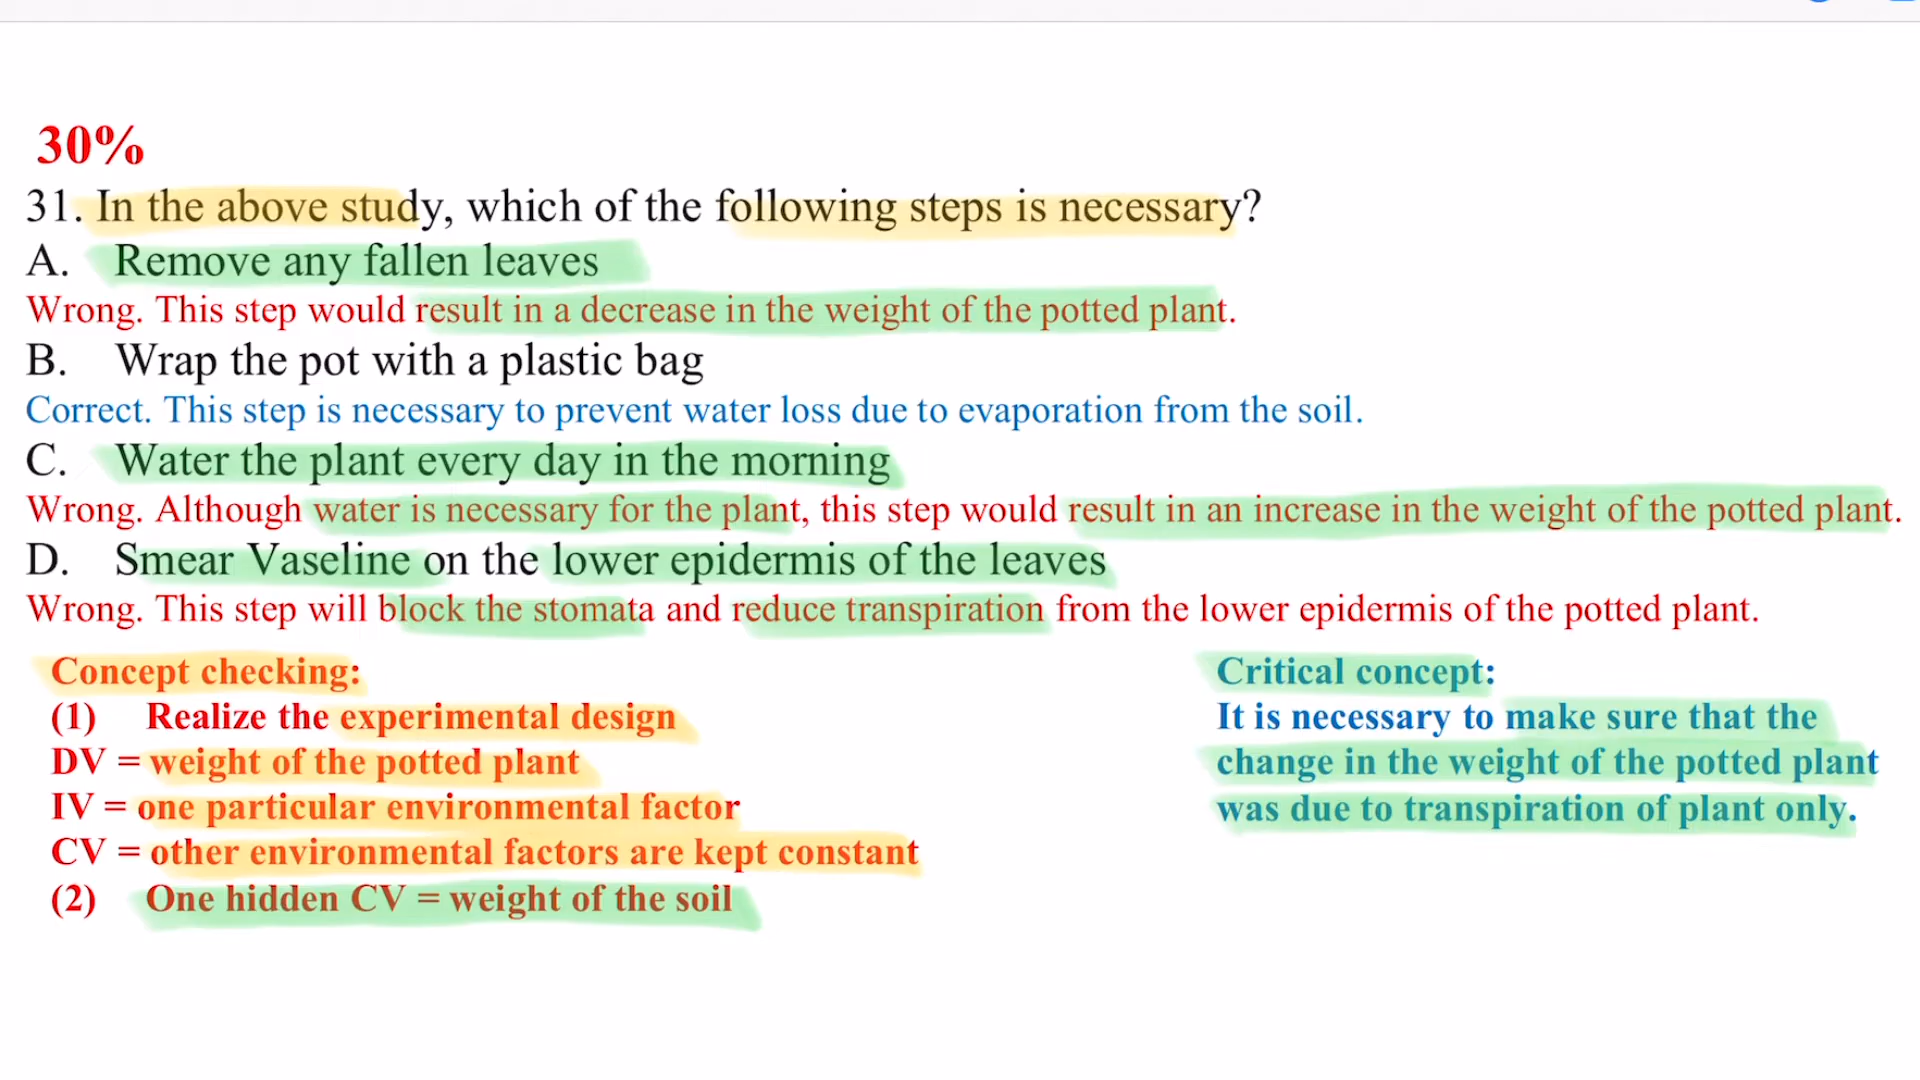 30%
31. In the above study, which of the following steps is necessary?
A. Remove any fallen leaves
Wrong. This step would result in a decrease in the weight of the potted plant.
B. Wrap the pot with a plastic bag
Correct. This step is necessary to prevent water loss due to evaporation from the soil.
C. Water the plant every day in the morning
Wrong. Although water is necessary for the plant, this step would result in an increase in the weight of the potted plant.
D. Smear Vaseline on the lower epidermis of the leaves
Wrong. This step will block the stomata and reduce transpiration from the lower epidermis of the potted plant.
Concept checking:
(1) Realize the experimental design
DV = weight of the potted plant
IV = one particular environmental factor
CV = other environmental factors are kept constant
(2) One hidden CV = weight of the soil
Critical concept:
It is necessary to make sure that the
change in the weight of the potted plant
was due to transpiration of plant only.